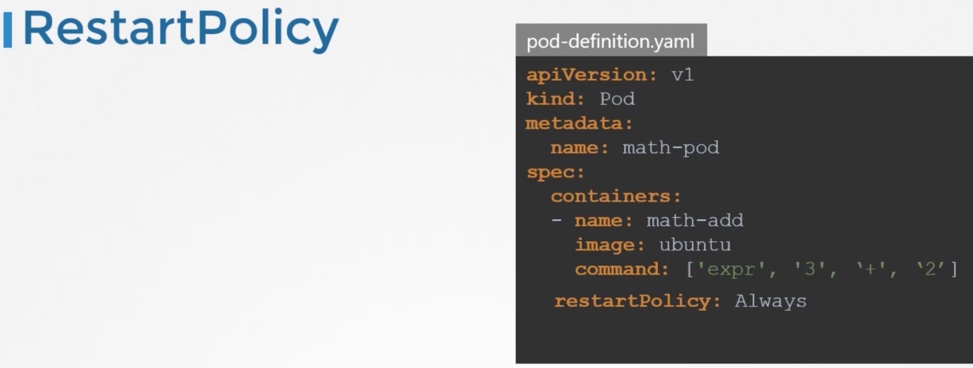 RestartPolicy
pod-definition.yaml
apiVersion: v1
kind: Pod
metadata:
  name: math-pod
spec:
  containers:
  - name: math-add
    image: ubuntu
    command: ['expr', '3', ‘+’, ‘2’]
  restartPolicy: Always